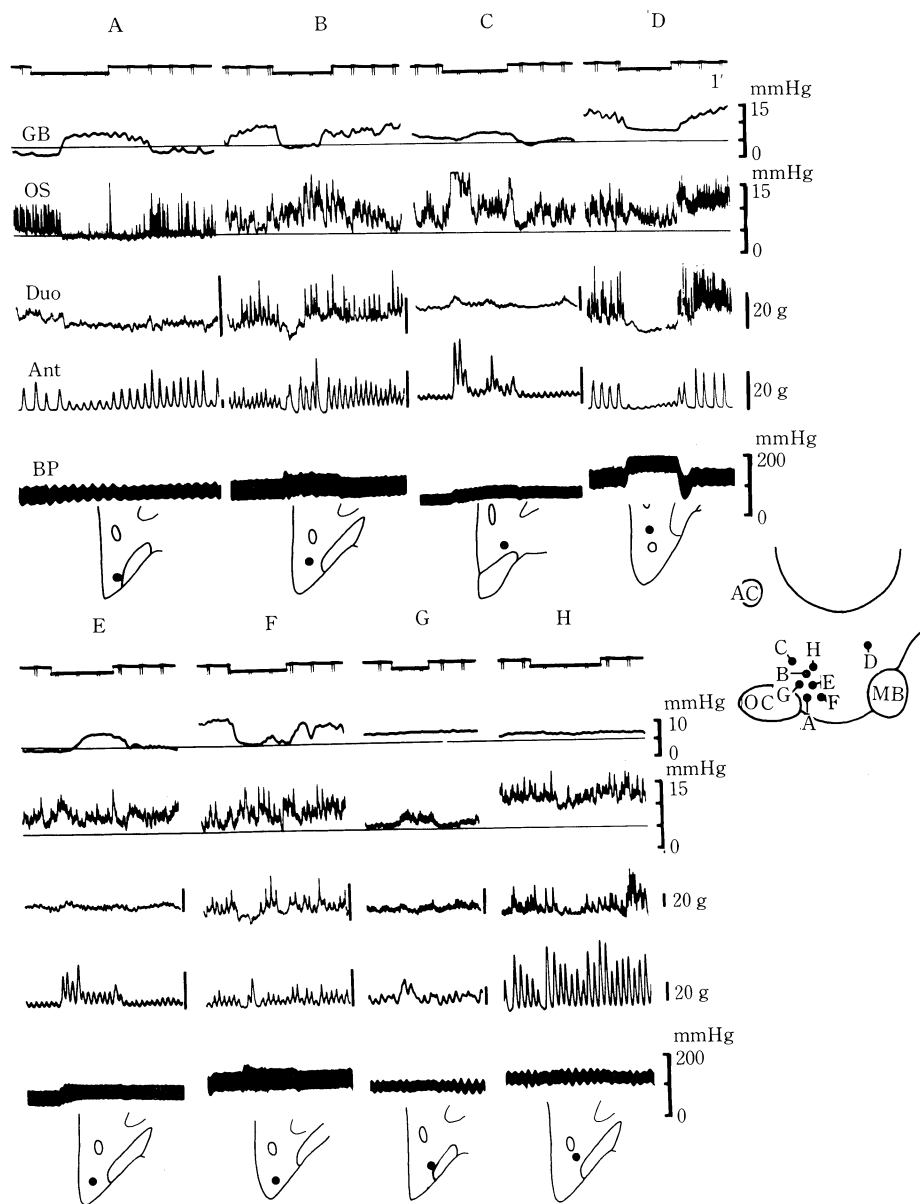 A B C D
1′
mmHg
GB 15
0
mmHg
OS 15
0
Duo 20 g
Ant 20 g
mmHg
BP 200
0
AC
E F G H
C H
D
B
E
OC G F MB
A
mmHg
10
0
mmHg
15
0
20 g
20 g
mmHg
200
0